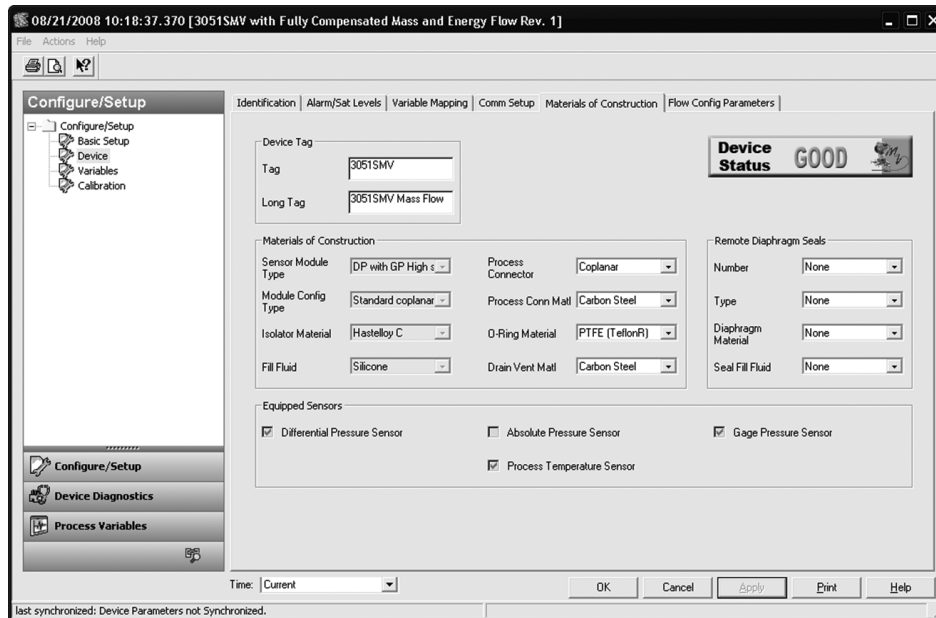 08/21/2008 10:18:37.370 [3051SMV with Fully Compensated Mass and Energy Flow Rev. 1]
File Actions Help
Configure/Setup
Configure/Setup
Basic Setup
Device
Variables
Calibration
Configure/Setup
Device Diagnostics
Process Variables
Identification Alarm/Sat Levels Variable Mapping Comm Setup Materials of Construction Flow Config Parameters
Device Tag
Tag 3051SMV
Long Tag 3051SMV Mass Flow
Device Status GOOD
Materials of Construction
Sensor Module Type DP with GP High s
Module Config Type Standard coplanar
Isolator Material Hastelloy C
Fill Fluid Silicone
Process Connector Coplanar
Process Conn Matl Carbon Steel
O-Ring Material PTFE (TeflonR)
Drain Vent Matl Carbon Steel
Remote Diaphragm Seals
Number None
Type None
Diaphragm Material None
Seal Fill Fluid None
Equipped Sensors
Differential Pressure Sensor Absolute Pressure Sensor Gage Pressure Sensor
Process Temperature Sensor
Time: Current
OK Cancel Apply Print Help
last synchronized: Device Parameters not Synchronized.